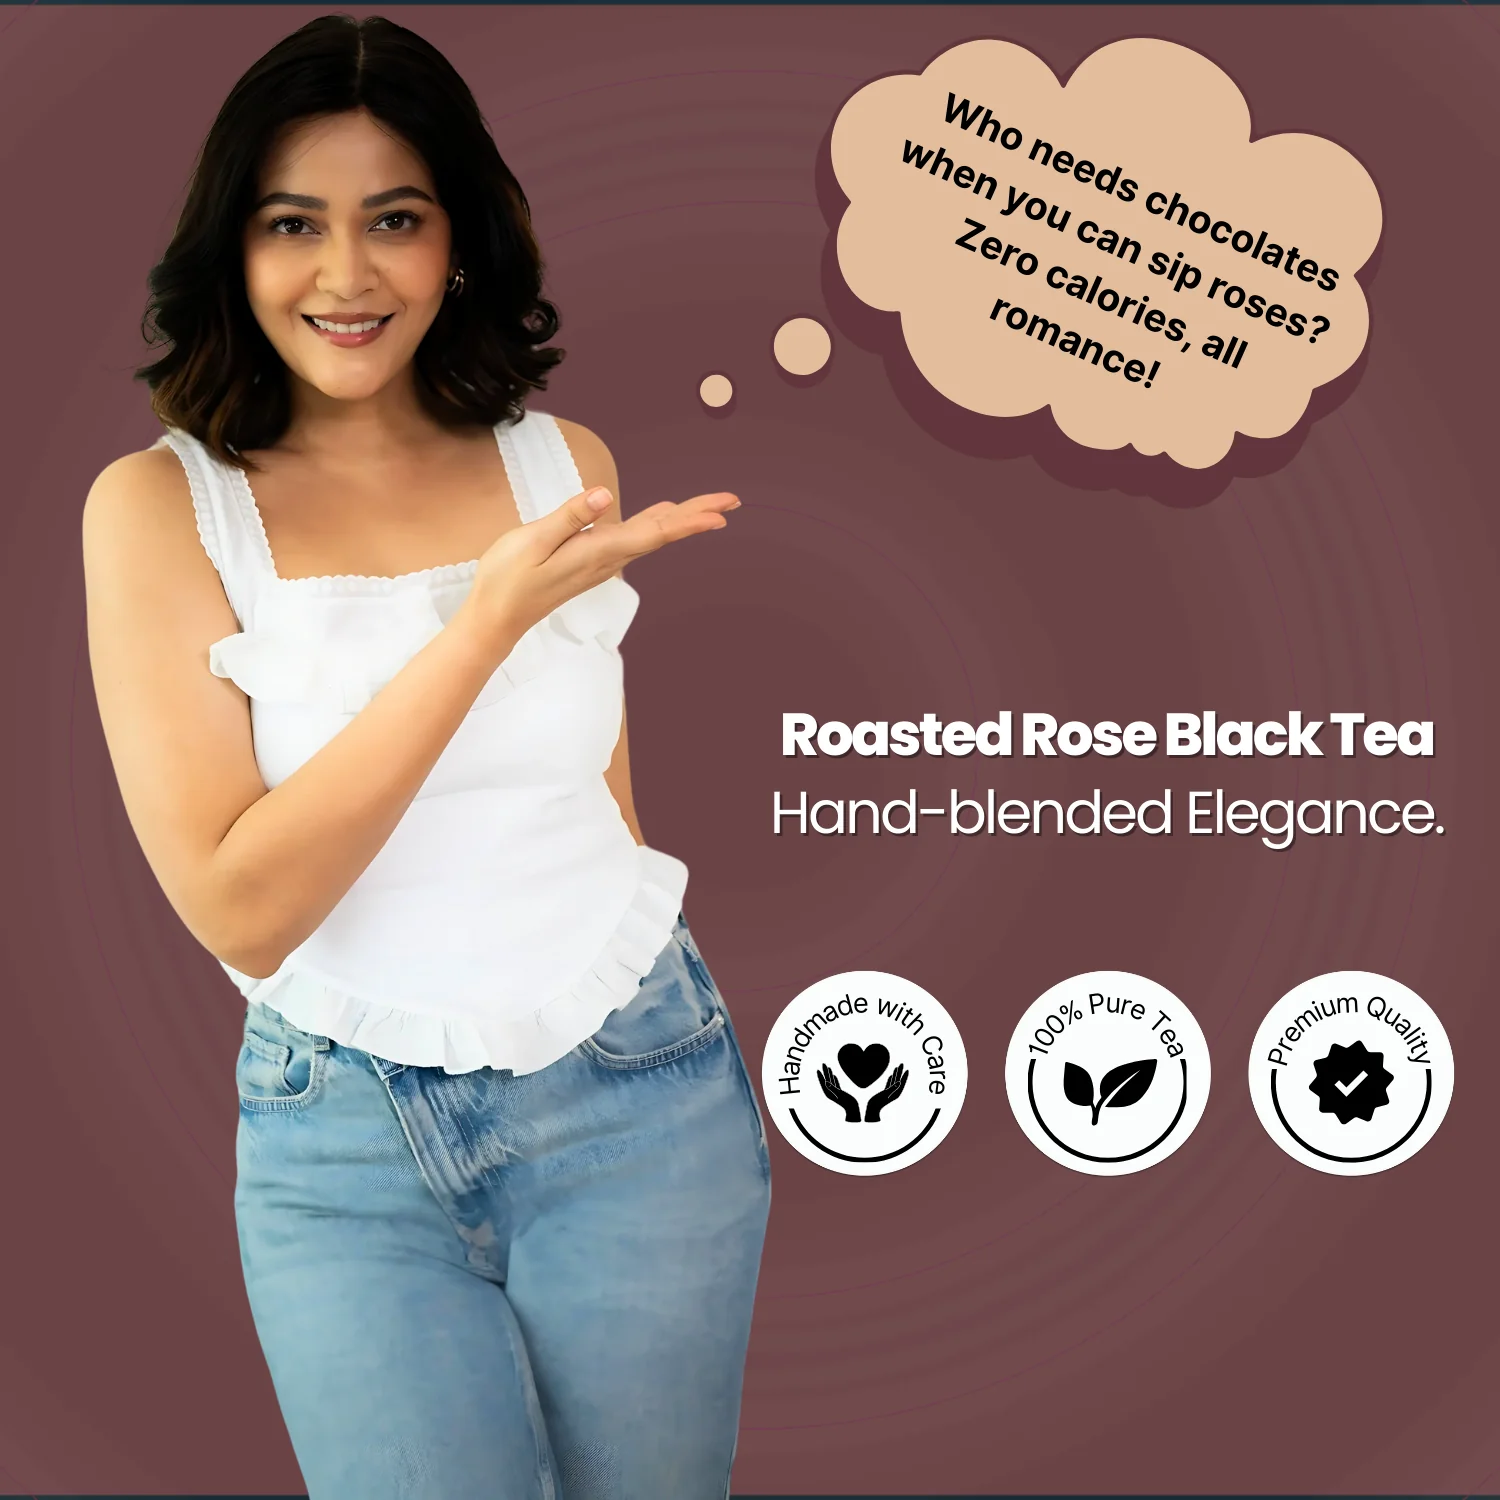 Who needs chocolates
when you can sip roses?
Zero calories, all
romance!
Roasted Rose Black Tea
Hand-blended Elegance.
Handmade with Care
100% Pure Tea
Premium Quality